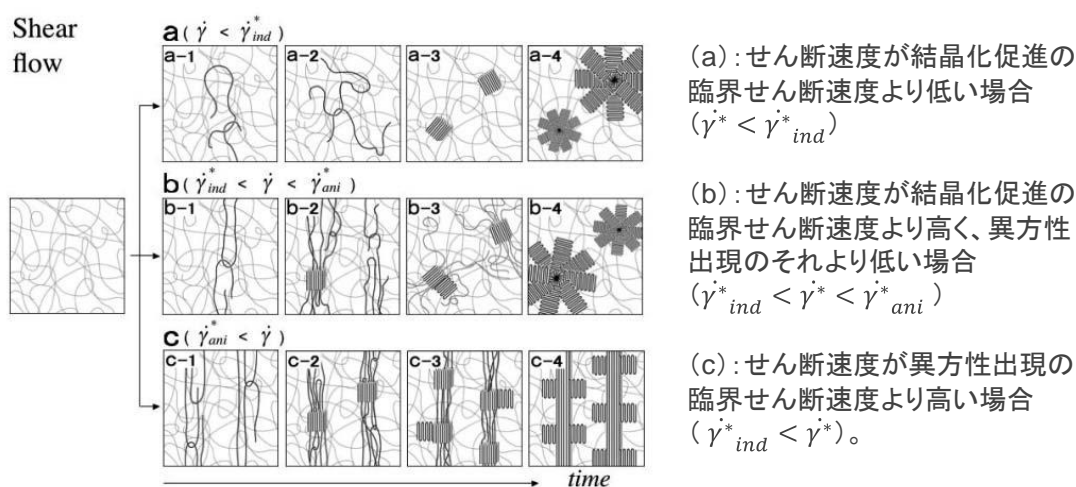 Shear
flow
a ( γ̇ < γ̇*ind )
a-1 a-2 a-3 a-4
b ( γ̇*ind < γ̇ < γ̇*ani )
b-1 b-2 b-3 b-4
c ( γ̇*ani < γ̇ )
c-1 c-2 c-3 c-4
time
(a):せん断速度が結晶化促進の
臨界せん断速度より低い場合
(γ̇* < γ̇*ind)
(b):せん断速度が結晶化促進の
臨界せん断速度より高く、異方性
出現のそれより低い場合
(γ̇*ind < γ̇* < γ̇*ani )
(c):せん断速度が異方性出現の
臨界せん断速度より高い場合
( γ̇*ind < γ̇*)。